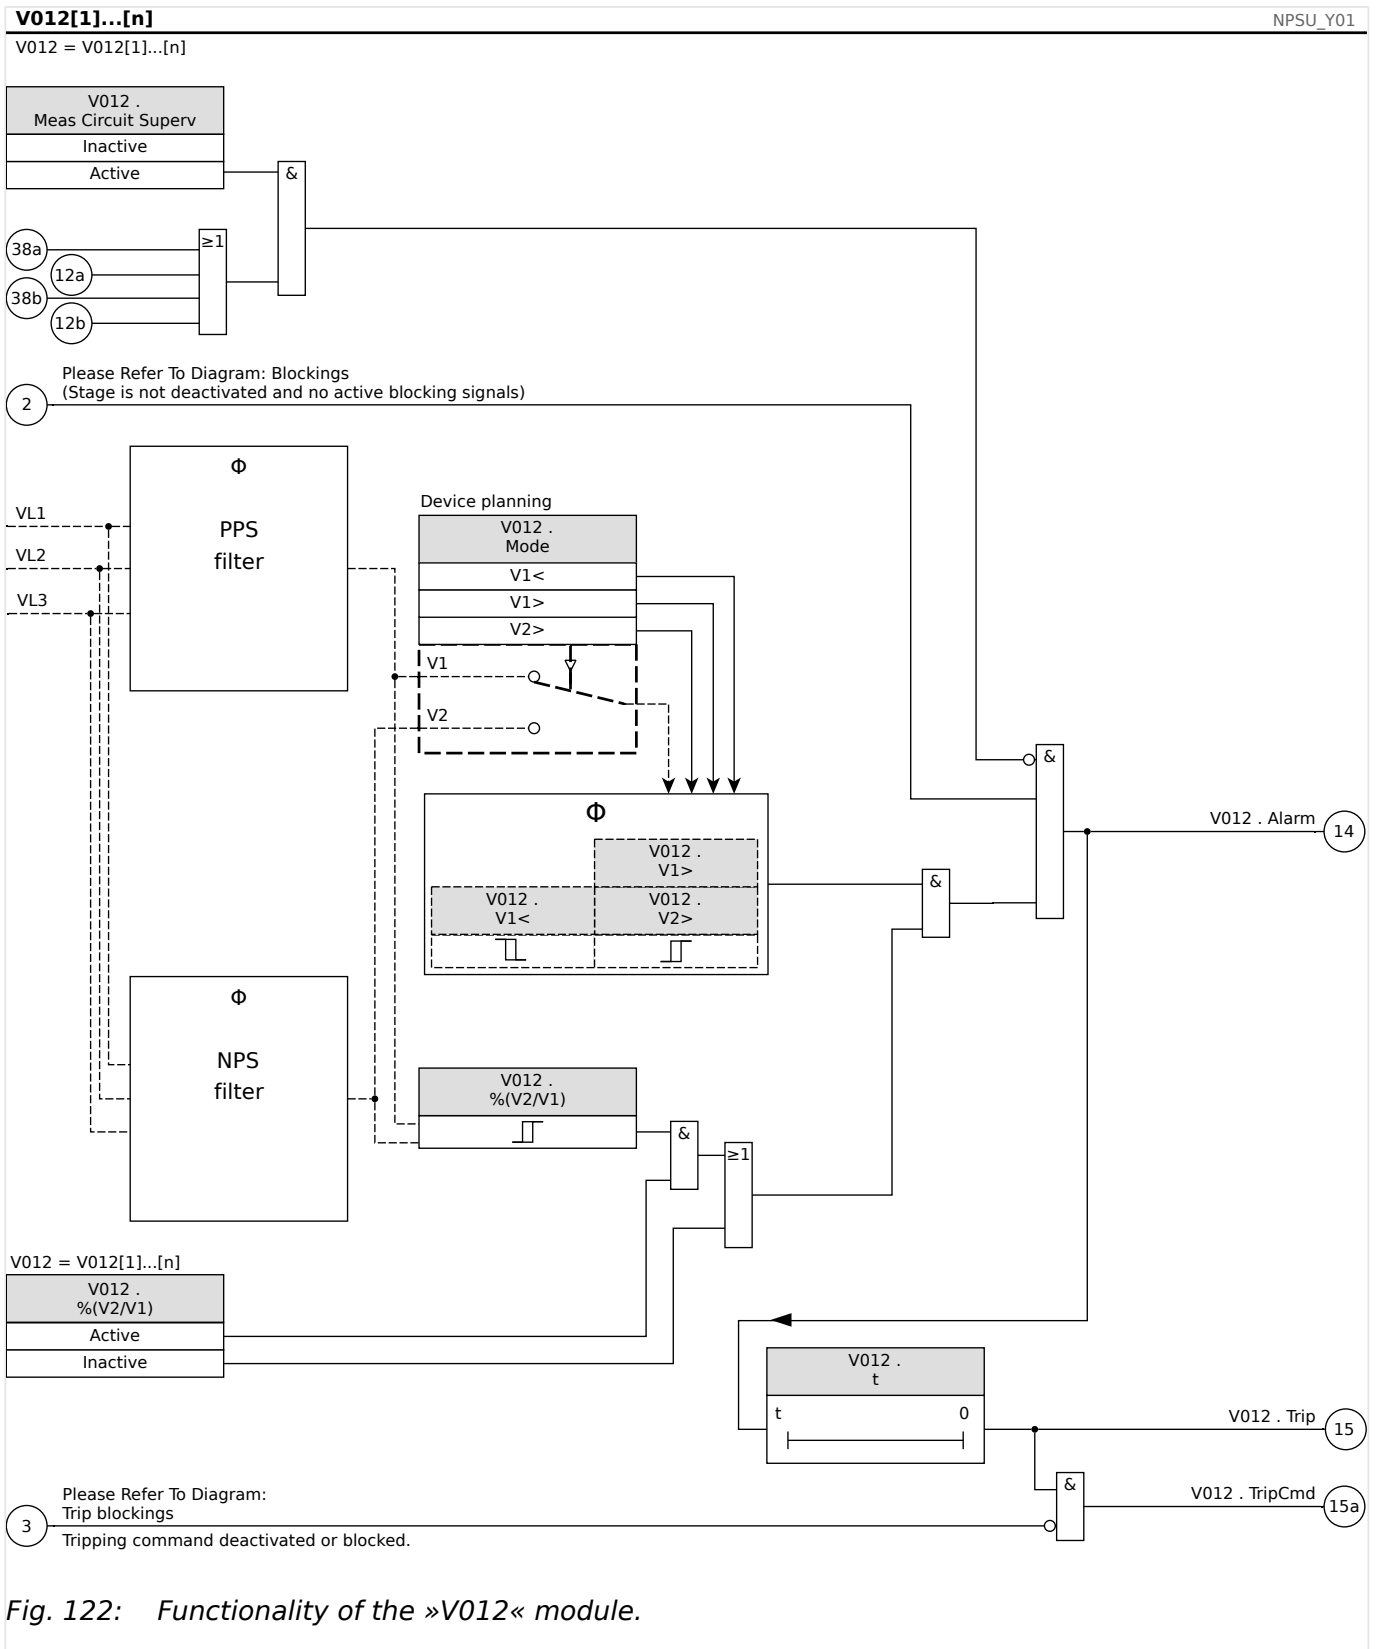 V012[1]...[n]
NPSU_Y01
V012 = V012[1]...[n]
V012 .
Meas Circuit Superv
Inactive
Active
&
38a
≥1
12a
38b
12b
Please Refer To Diagram: Blockings
(Stage is not deactivated and no active blocking signals)
2
Φ
PPS
filter
VL1
VL2
VL3
Device planning
V012 .
Mode
V1<
V1>
V2>
V1
V2
&
V012 . Alarm
14
Φ
V012 .
V1>
V012 .
V1<
V012 .
V2>
&
Φ
NPS
filter
V012 .
%(V2/V1)
&
≥1
V012 = V012[1]...[n]
V012 .
%(V2/V1)
Active
Inactive
V012 .
t
t 0
V012 . Trip
15
&
V012 . TripCmd
15a
Please Refer To Diagram:
Trip blockings
3
Tripping command deactivated or blocked.
Fig. 122: Functionality of the »V012« module.